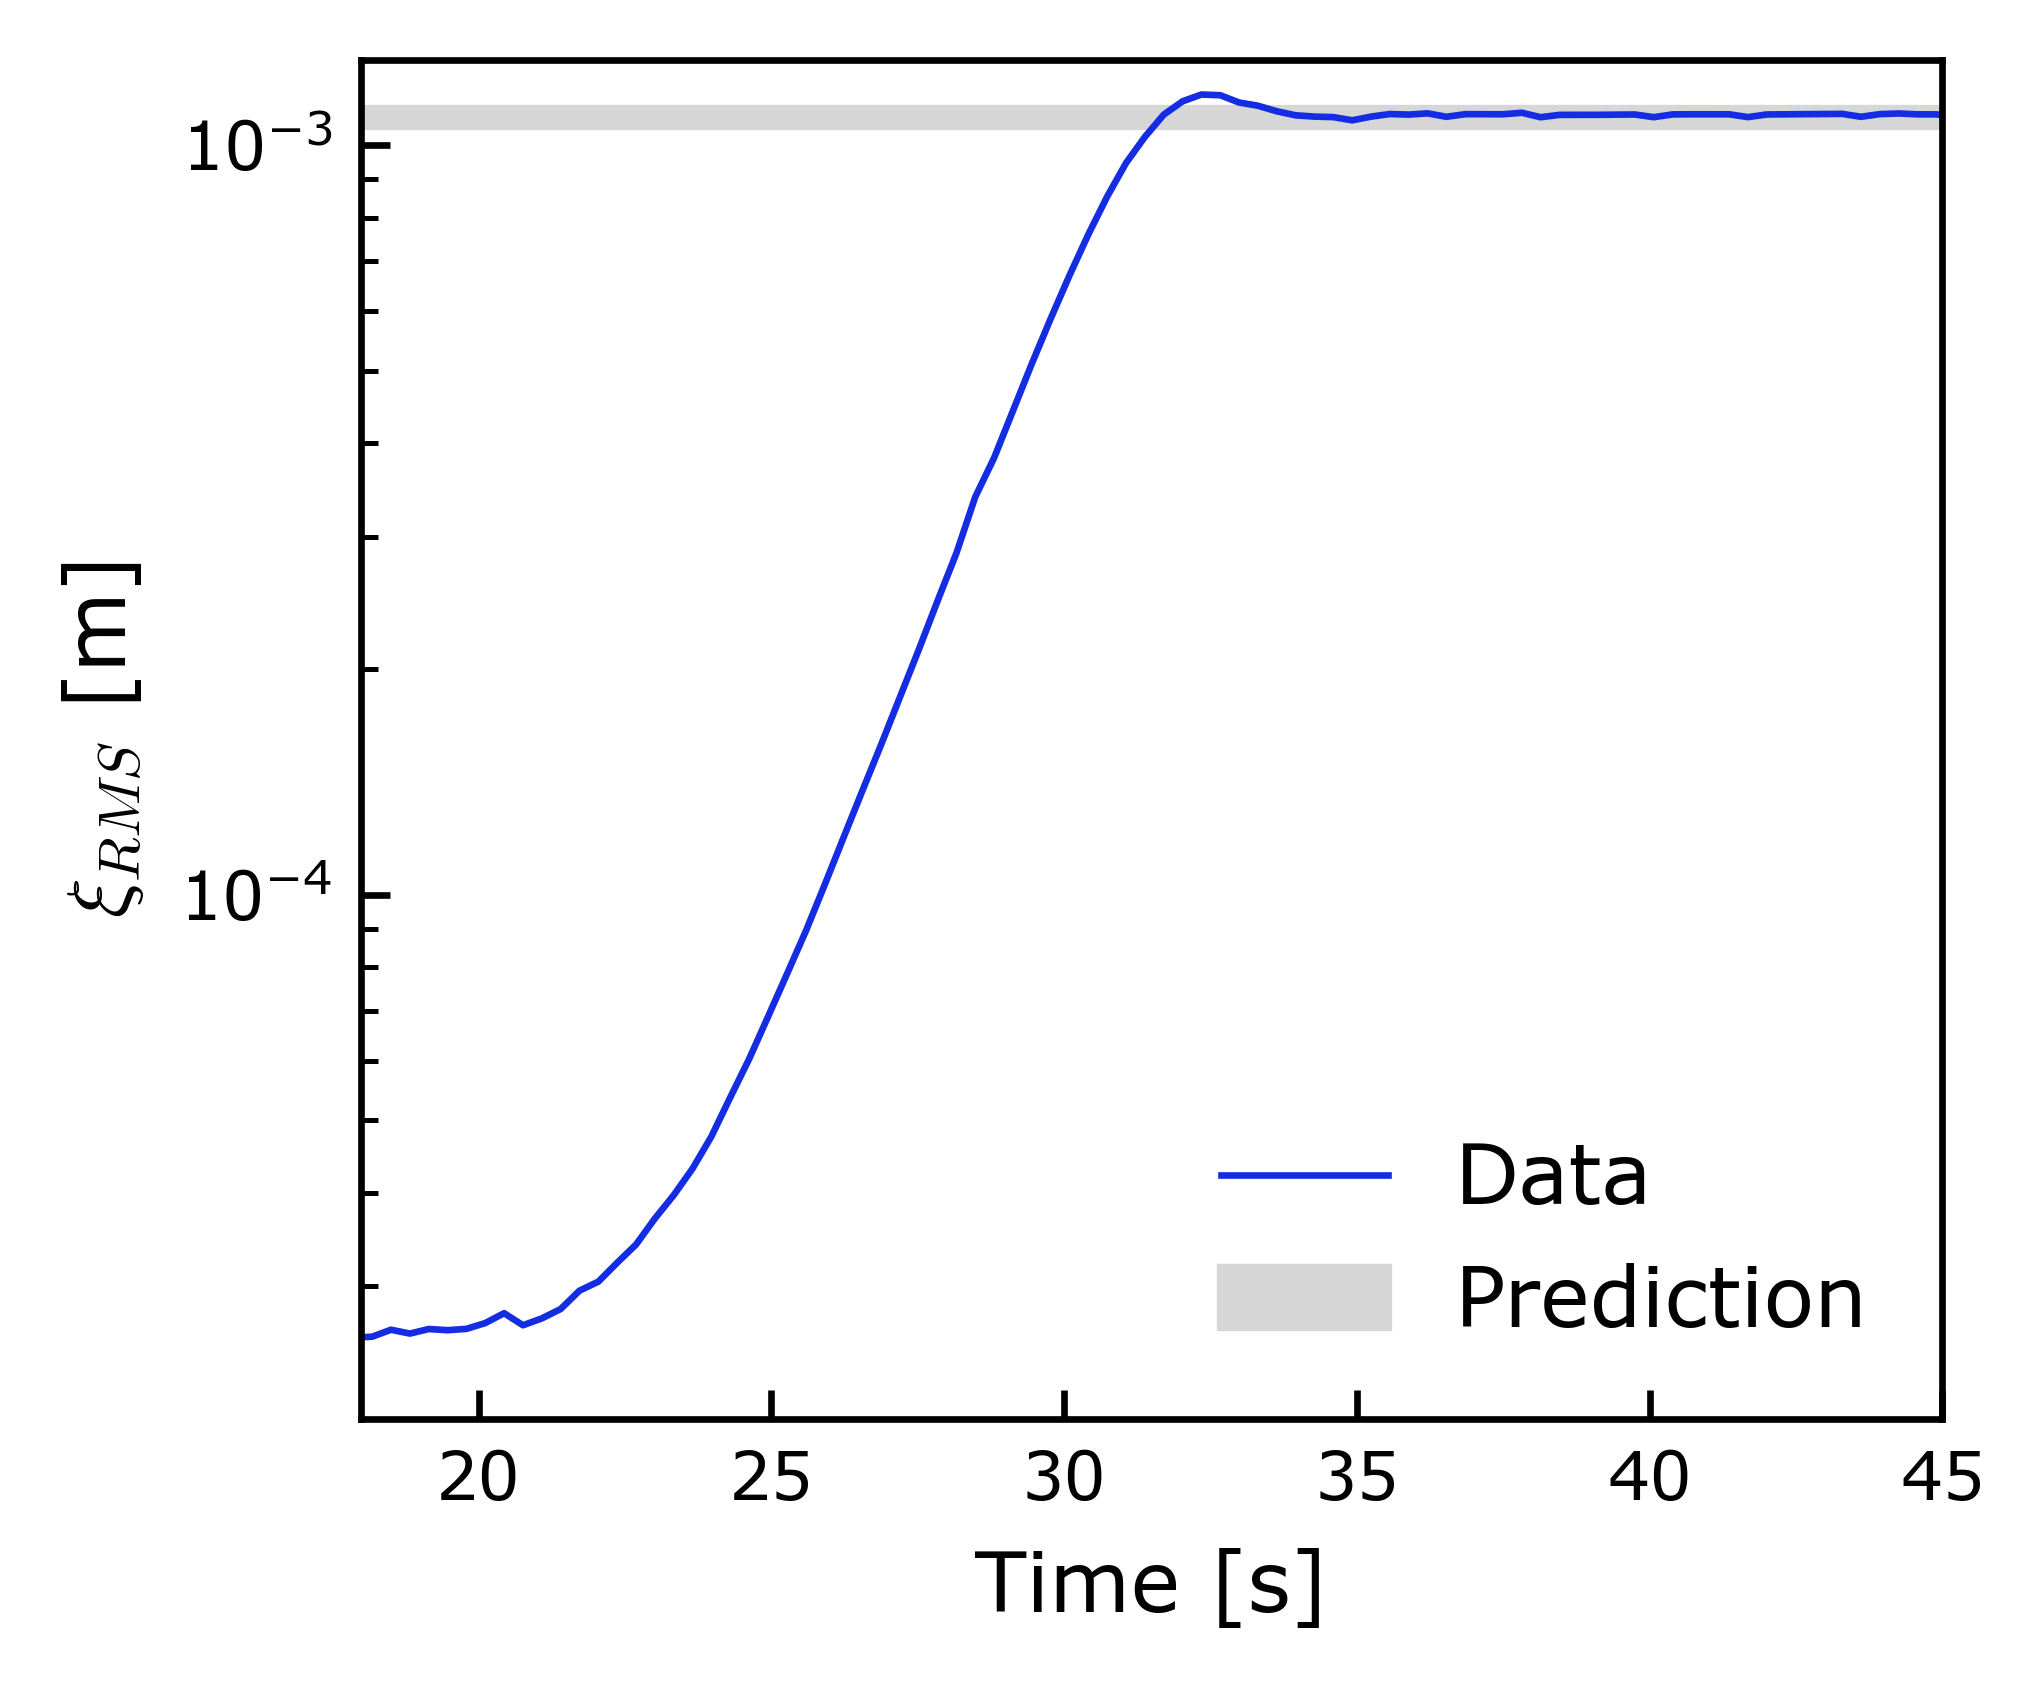 10⁻³
10⁻⁴
ξ_RMS [m]
Data
Prediction
20 25 30 35 40 45
Time [s]